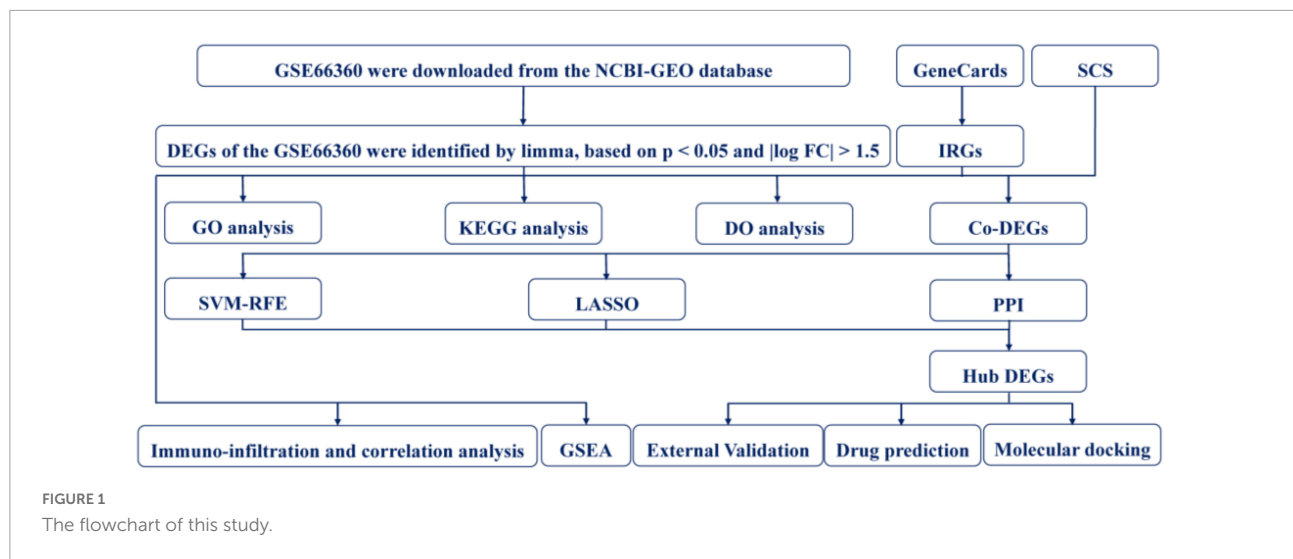 GSE66360 were downloaded from the NCBI-GEO database
GeneCards
SCS
DEGs of the GSE66360 were identified by limma, based on p < 0.05 and |log FC| > 1.5
IRGs
GO analysis
KEGG analysis
DO analysis
Co-DEGs
SVM-RFE
LASSO
PPI
Hub DEGs
Immuno-infiltration and correlation analysis
GSEA
External Validation
Drug prediction
Molecular docking
FIGURE 1
The flowchart of this study.